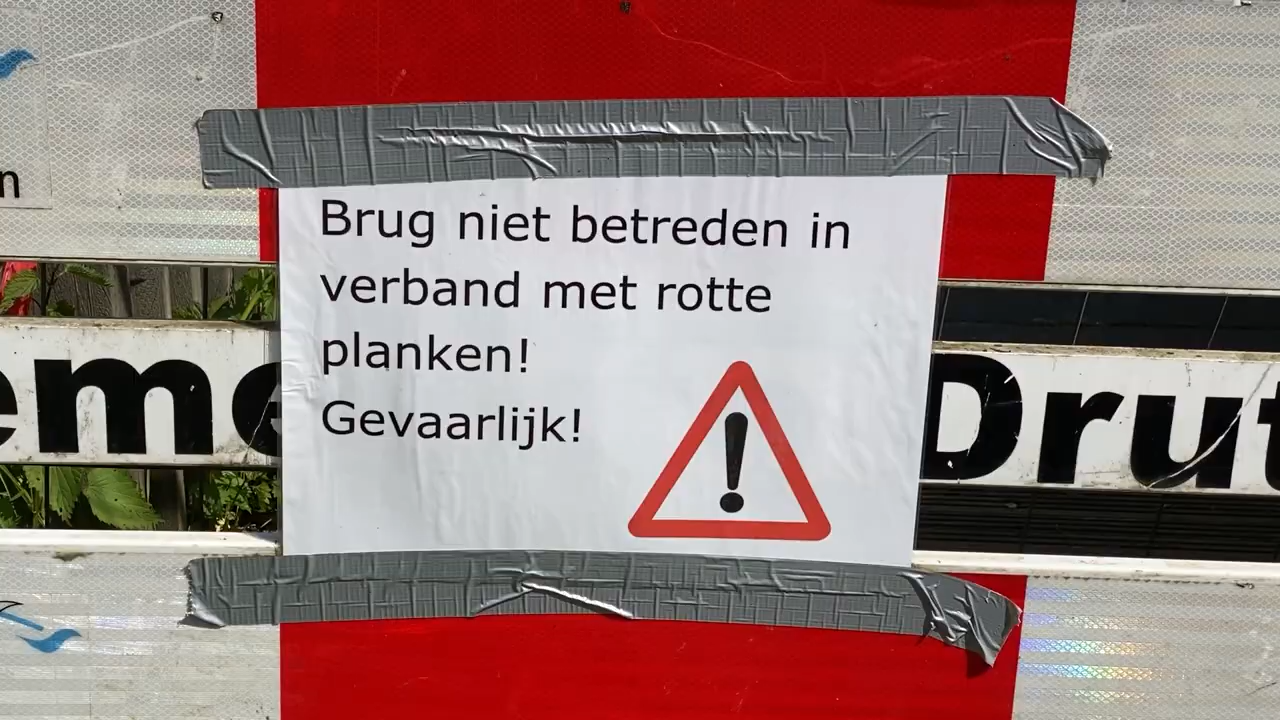 Brug niet betreden in
verband met rotte
planken!
Gevaarlijk!